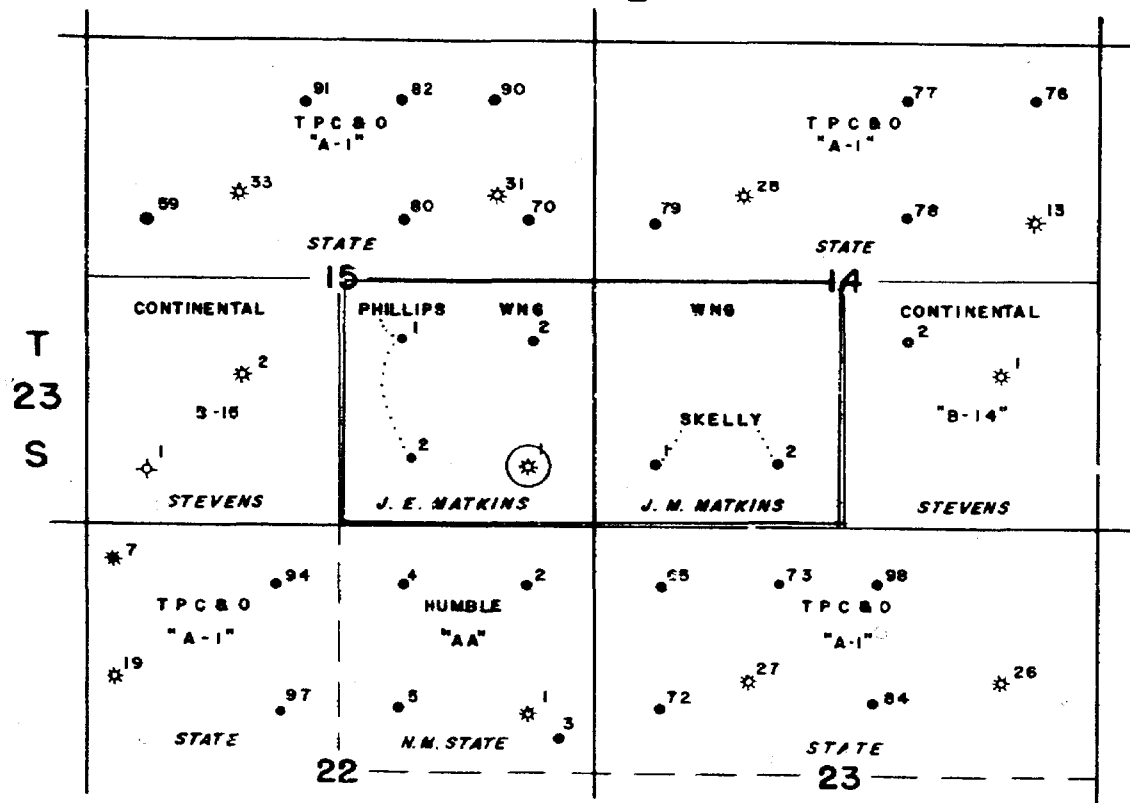 91 82 90 77 76
T P C & O T P C & O
"A-1" "A-1"
59 33 31 28
80 70 79 78 13
STATE STATE
15 14
CONTINENTAL PHILLIPS WNG WNG CONTINENTAL
T
23
S
1 2 2
2 1
B-15 SKELLY "B-14"
1 2 1 1 2
STEVENS J. E. MATKINS J. M. MATKINS STEVENS
7 94 4 2 65 73 98
T P C & O HUMBLE T P C & O
"A-1" "AA" "A-1"
19 27 26
97 5 1 3 72 84
STATE N.M. STATE STATE
22 23